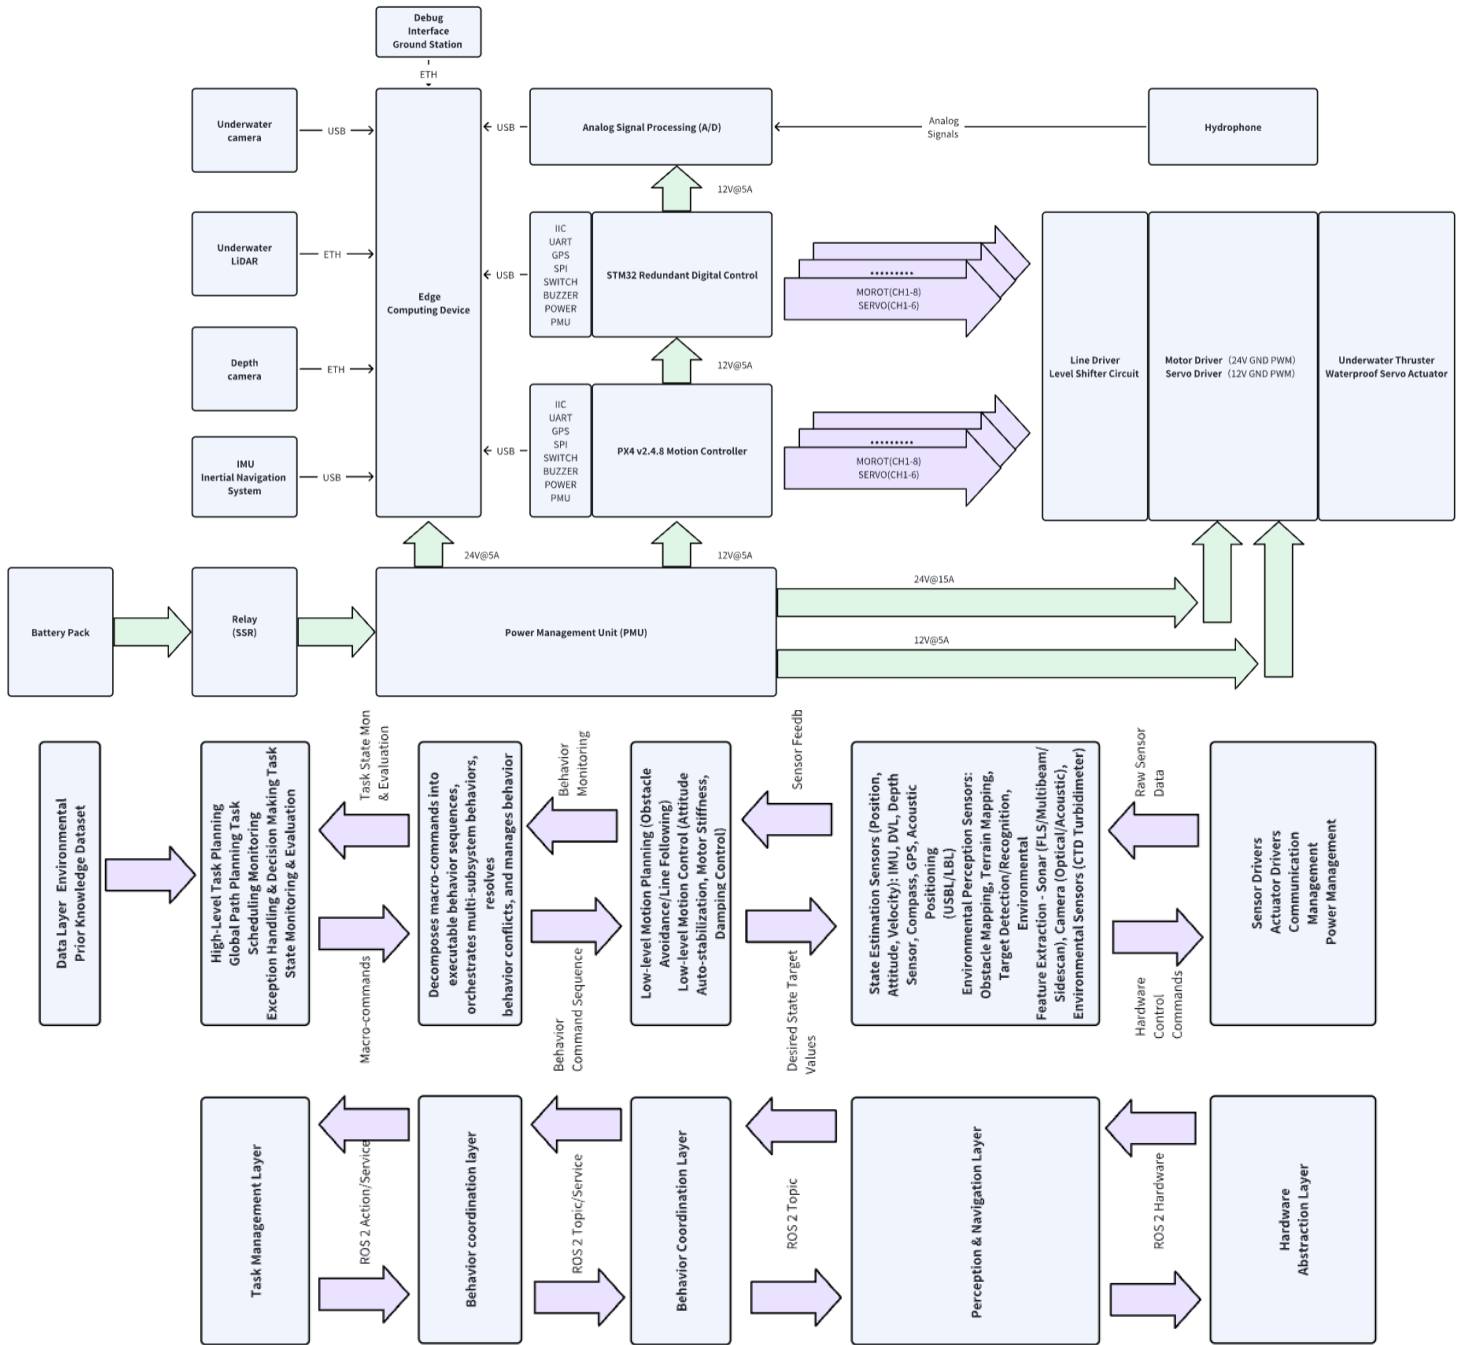 Debug
Interface
Ground Station
ETH
Underwater
camera
USB
Edge
Computing Device
USB
Analog Signal Processing (A/D)
Analog
Signals
Hydrophone
12V@5A
Underwater
LiDAR
ETH
USB
IIC
UART
GPS
SPI
SWITCH
BUZZER
POWER
PMU
STM32 Redundant Digital Control
.........
MOROT(CH1-8)
SERVO(CH1-6)
Line Driver
Level Shifter Circuit
Motor Driver (24V GND PWM)
Servo Driver (12V GND PWM)
Underwater Thruster
Waterproof Servo Actuator
12V@5A
Depth
camera
ETH
IMU
Inertial Navigation
System
USB
USB
IIC
UART
GPS
SPI
SWITCH
BUZZER
POWER
PMU
PX4 v2.4.8 Motion Controller
.........
MOROT(CH1-8)
SERVO(CH1-6)
24V@5A
12V@5A
Battery Pack
Relay
(SSR)
Power Management Unit (PMU)
24V@15A
12V@5A
Data Layer Environmental
Prior Knowledge Dataset
High-Level Task Planning
Global Path Planning Task
Scheduling Monitoring
Exception Handling & Decision Making Task
State Monitoring & Evaluation
Task State Mon
& Evaluation
Macro-commands
Decomposes macro-commands into
executable behavior sequences,
orchestrates multi-subsystem behaviors,
resolves
behavior conflicts, and manages behavior
Behavior
Monitoring
Behavior
Command Sequence
Low-level Motion Planning (Obstacle
Avoidance/Line Following)
Low-level Motion Control (Attitude
Auto-stabilization, Motor Stiffness,
Damping Control)
Sensor Feedb
Desired State Target
Values
State Estimation Sensors (Position,
Attitude, Velocity): IMU, DVL, Depth
Sensor, Compass, GPS, Acoustic
Positioning
(USBL/LBL)
Environmental Perception Sensors:
Obstacle Mapping, Terrain Mapping,
Target Detection/Recognition,
Environmental
Feature Extraction - Sonar (FLS/Multibeam/
Sidescan), Camera (Optical/Acoustic),
Environmental Sensors (CTD Turbidimeter)
Raw Sensor
Data
Hardware
Control
Commands
Sensor Drivers
Actuator Drivers
Communication
Management
Power Management
Task Management Layer
ROS 2 Action/Service
Behavior coordination layer
ROS 2 Topic/Service
Behavior Coordination Layer
ROS 2 Topic
Perception & Navigation Layer
ROS 2 Hardware
Hardware
Abstraction Layer